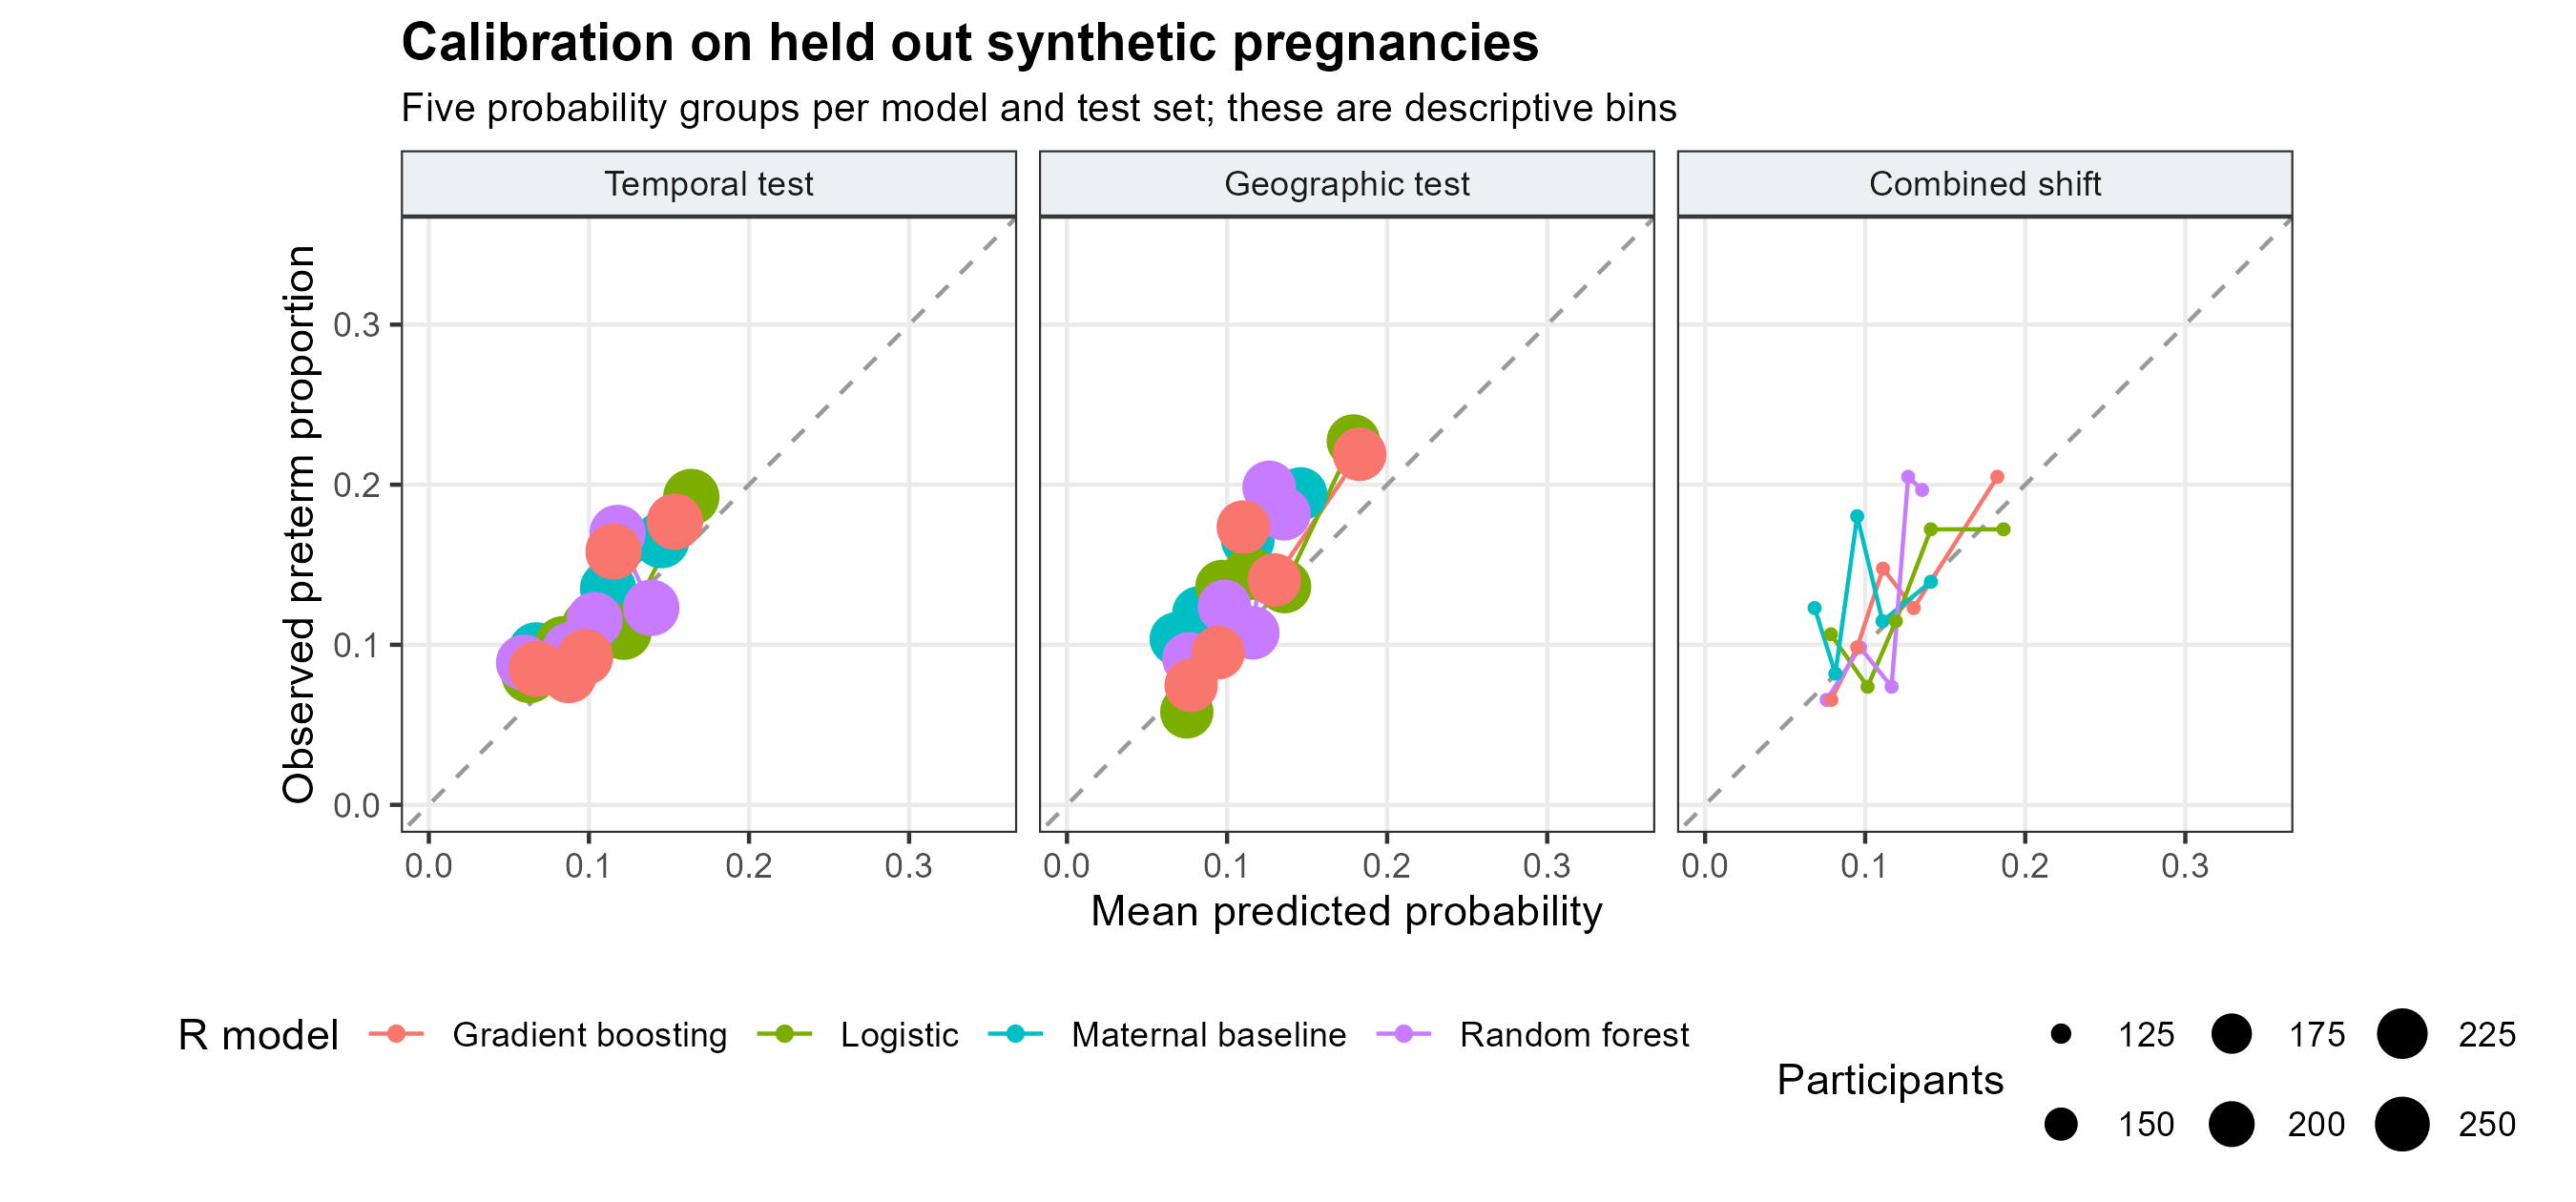 Calibration on held out synthetic pregnancies
Five probability groups per model and test set; these are descriptive bins
Temporal test Geographic test Combined shift
Observed preterm proportion
0.3
0.2
0.1
0.0
0.0 0.1 0.2 0.3 0.0 0.1 0.2 0.3 0.0 0.1 0.2 0.3
Mean predicted probability
R model Gradient boosting Logistic Maternal baseline Random forest
Participants
125 175 225
150 200 250